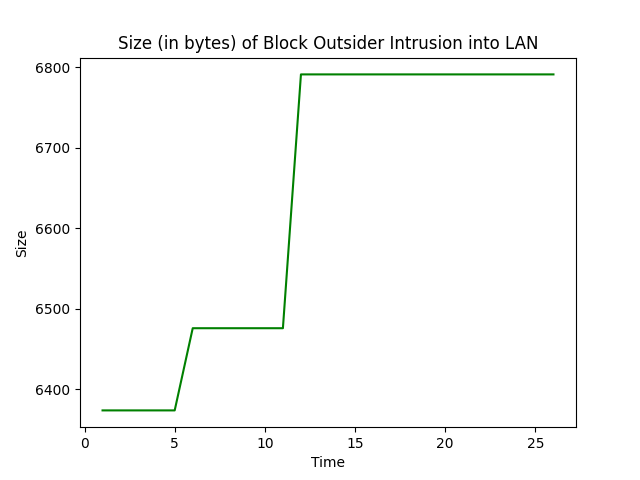 Size (in bytes) of Block Outsider Intrusion into LAN
6800
6700
6600
6500
6400
Size
0 5 10 15 20 25
Time